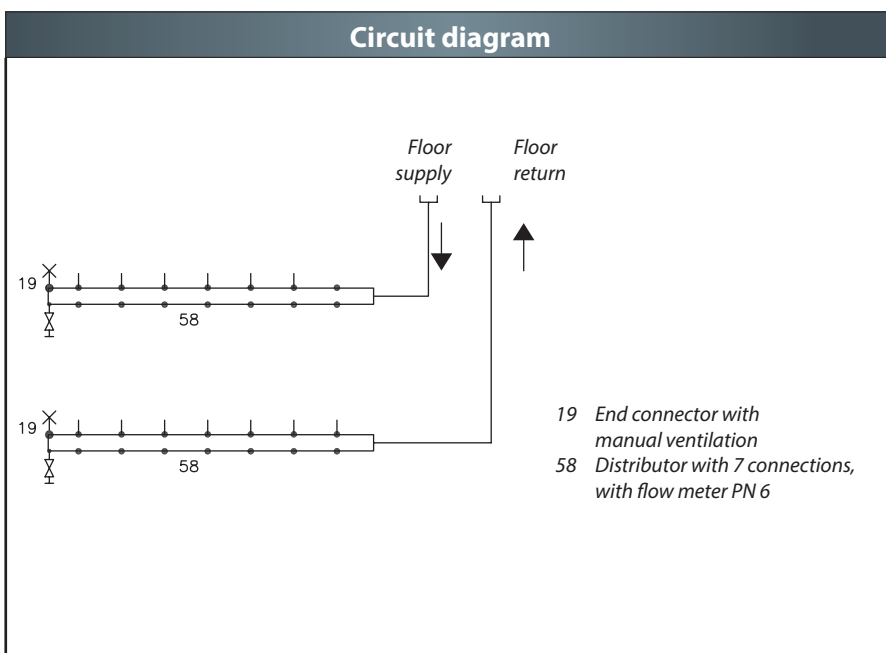 Circuit diagram
Floor supply
Floor return
19
58
19
58
19 End connector with
manual ventilation
58 Distributor with 7 connections,
with flow meter PN 6